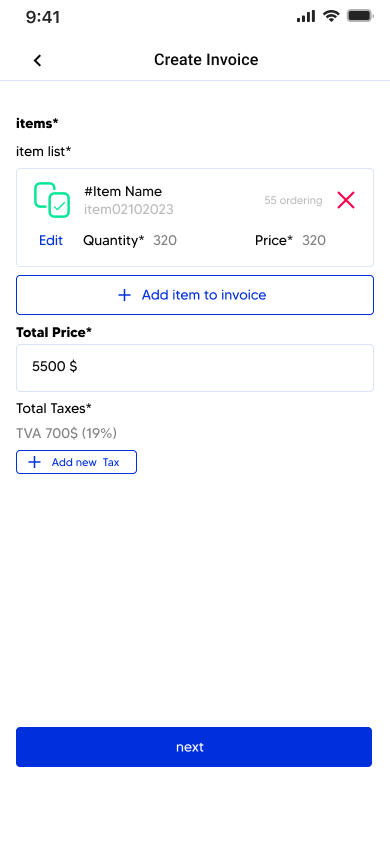 9:41
Create Invoice
items*
item list*
#Item Name
item02102023
55 ordering
Edit Quantity* 320 Price* 320
+ Add item to invoice
Total Price*
5500 $
Total Taxes*
TVA 700$ (19%)
+ Add new Tax
next